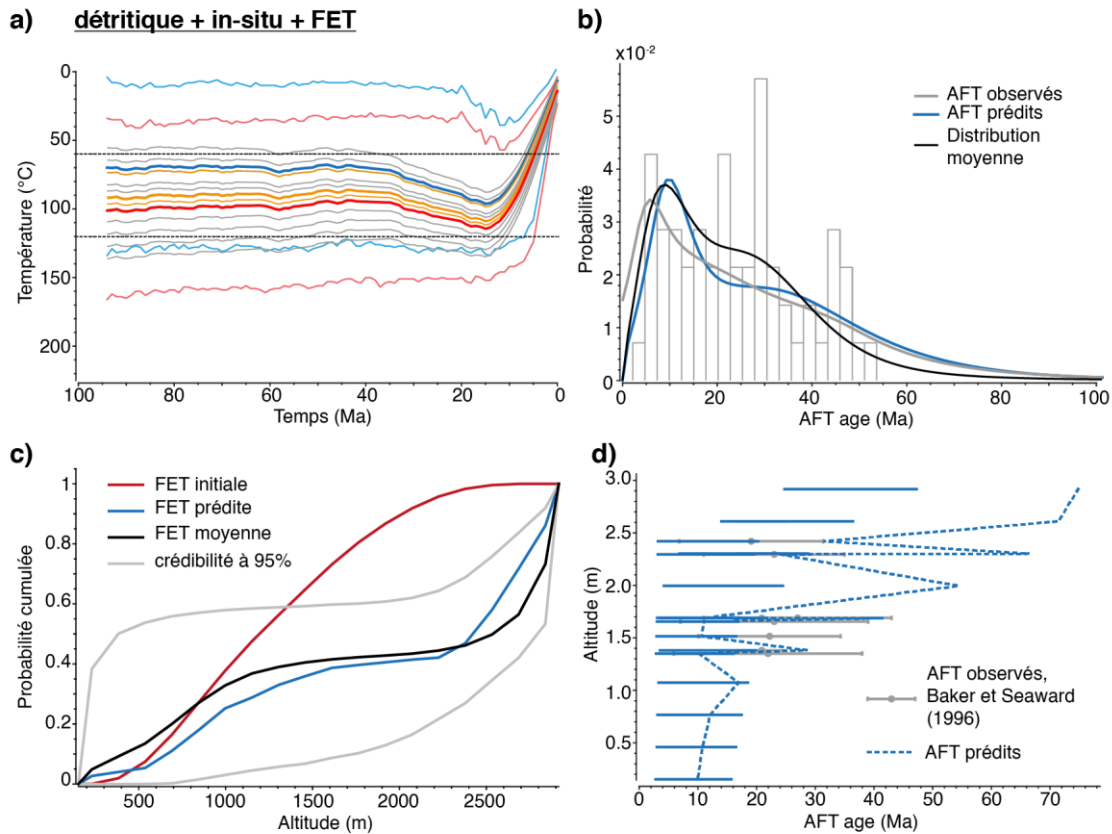 détritique + in-situ + FET
a)
0
50
100
150
200
Température (°C)
100
80
60
40
20
0
Temps (Ma)
b)
x10-2
5
4
3
2
1
0
Probabilité
AFT observés
AFT prédits
Distribution
moyenne
0
20
40
60
80
100
AFT age (Ma)
c)
1
0.8
0.6
0.4
0.2
0
Probabilité cumulée
FET initiale
FET prédite
FET moyenne
crédibilité à 95%
500
1000
1500
2000
2500
Altitude (m)
d)
3.0
2.5
2.0
1.5
1.0
0.5
Altitude (m)
AFT observés,
Baker et Seaward
(1996)
AFT prédits
0
10
20
30
40
50
60
70
AFT age (Ma)